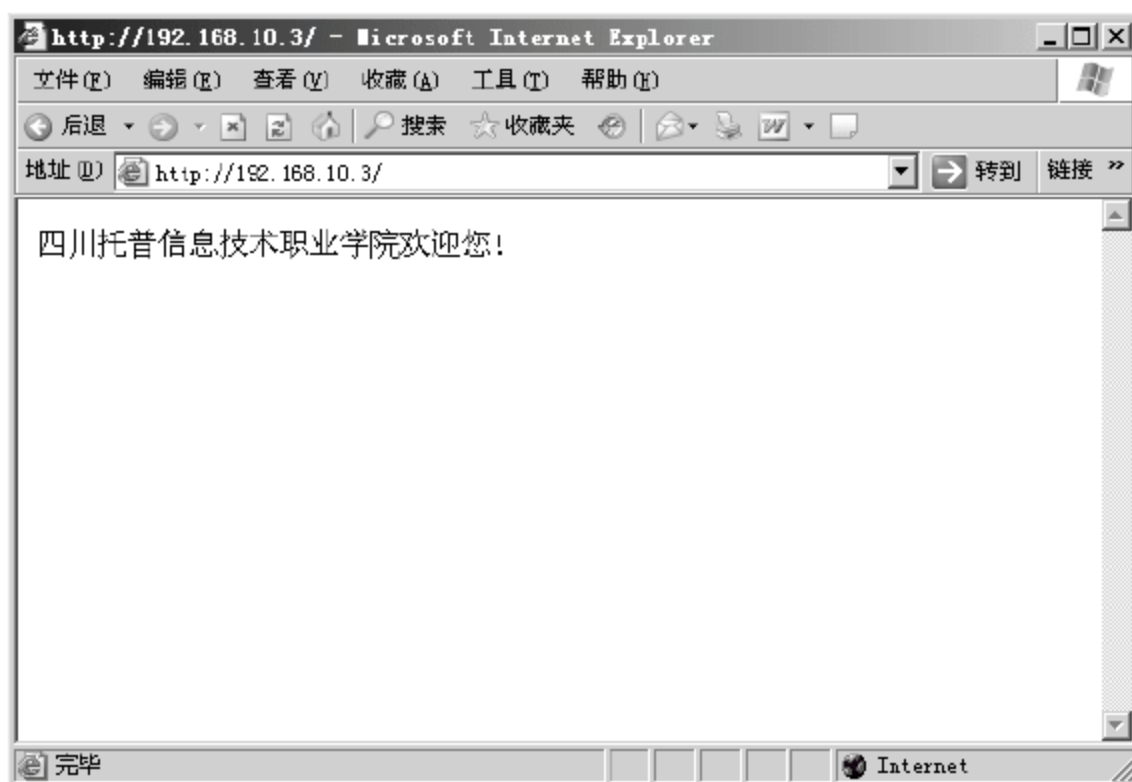 http://192.168.10.3/ - Microsoft Internet Explorer
文件(F) 编辑(E) 查看(V) 收藏(A) 工具(T) 帮助(H)
后退 搜索 收藏夹 W
地址(D) http://192.168.10.3/ 转到 链接 »
四川托普信息技术职业学院欢迎您!
完毕 Internet